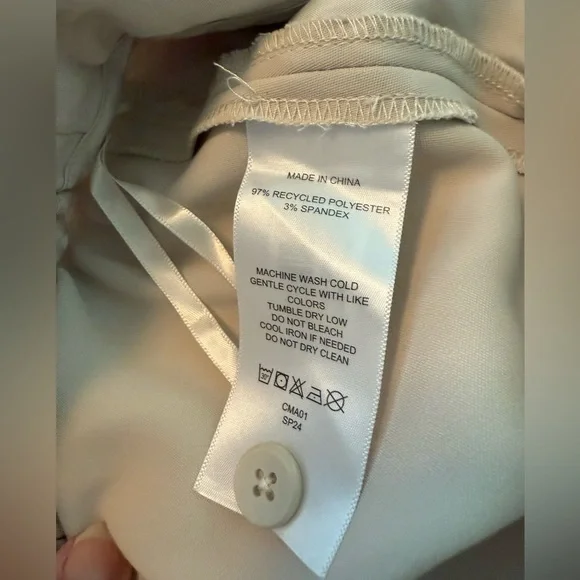 MADE IN CHINA
97% RECYCLED POLYESTER
3% SPANDEX
MACHINE WASH COLD
GENTLE CYCLE WITH LIKE
COLORS
TUMBLE DRY LOW
DO NOT BLEACH
COOL IRON IF NEEDED
DO NOT DRY CLEAN
30°
CMA01
SP24